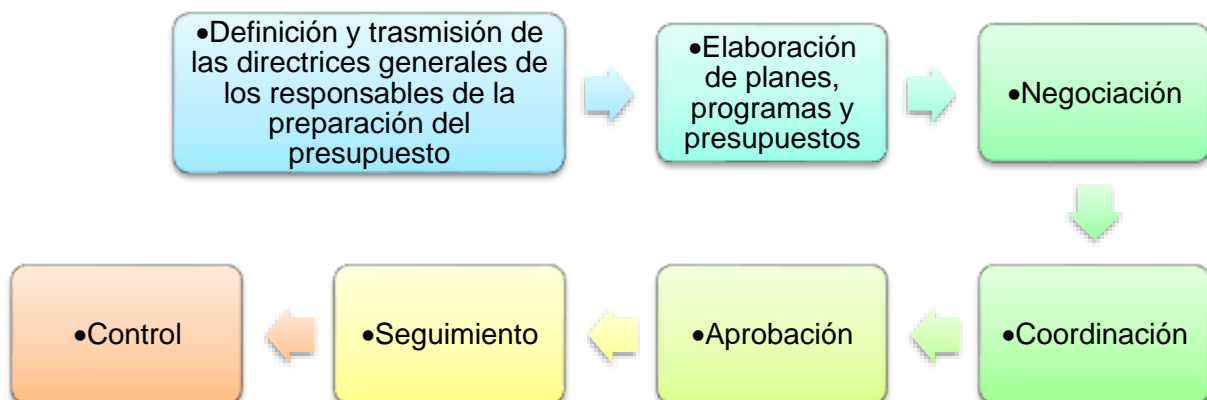 •Definición y trasmisión de
las directrices generales de
los responsables de la
preparación del
presupuesto
•Elaboración
de planes,
programas y
presupuestos
•Negociación
•Coordinación
•Aprobación
•Seguimiento
•Control